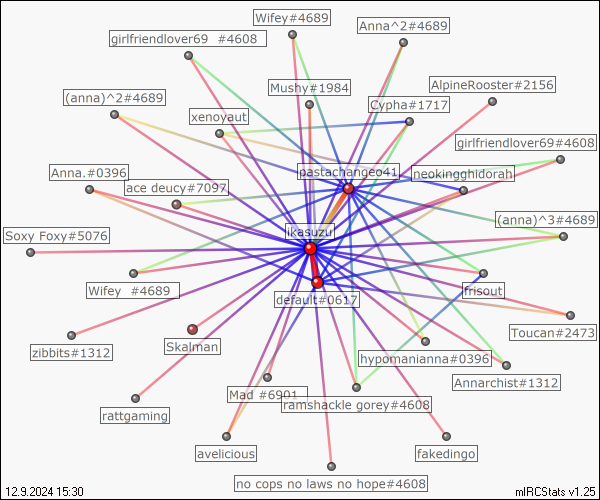 Wifey#4689
Anna^2#4689
girlfriendlover69 #4608
Mushy#1984
AlpineRooster#2156
(anna)^2#4689
Cypha#1717
xenoyaut
girlfriendlover69#4608
Anna.#0396
pastachangeo41
neokingghidorah
ace deucy#7097
(anna)^3#4689
ikasuzu
Soxy Foxy#5076
Wifey #4689
frisout
default#0617
Toucan#2473
zibbits#1312
Skalman
hypomanianna#0396
Annarchist#1312
Mad #6901
ramshackle gorey#4608
rattgaming
avelicious
fakedingo
no cops no laws no hope#4608
12.9.2024 15:30
mIRCStats v1.25